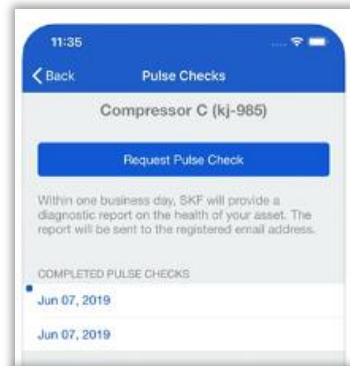 11:35
Back Pulse Checks
Compressor C (kj-985)
Request Pulse Check
Within one business day, SKF will provide a
diagnostic report on the health of your asset. The
report will be sent to the registered email address.
COMPLETED PULSE CHECKS
Jun 07, 2019
Jun 07, 2019